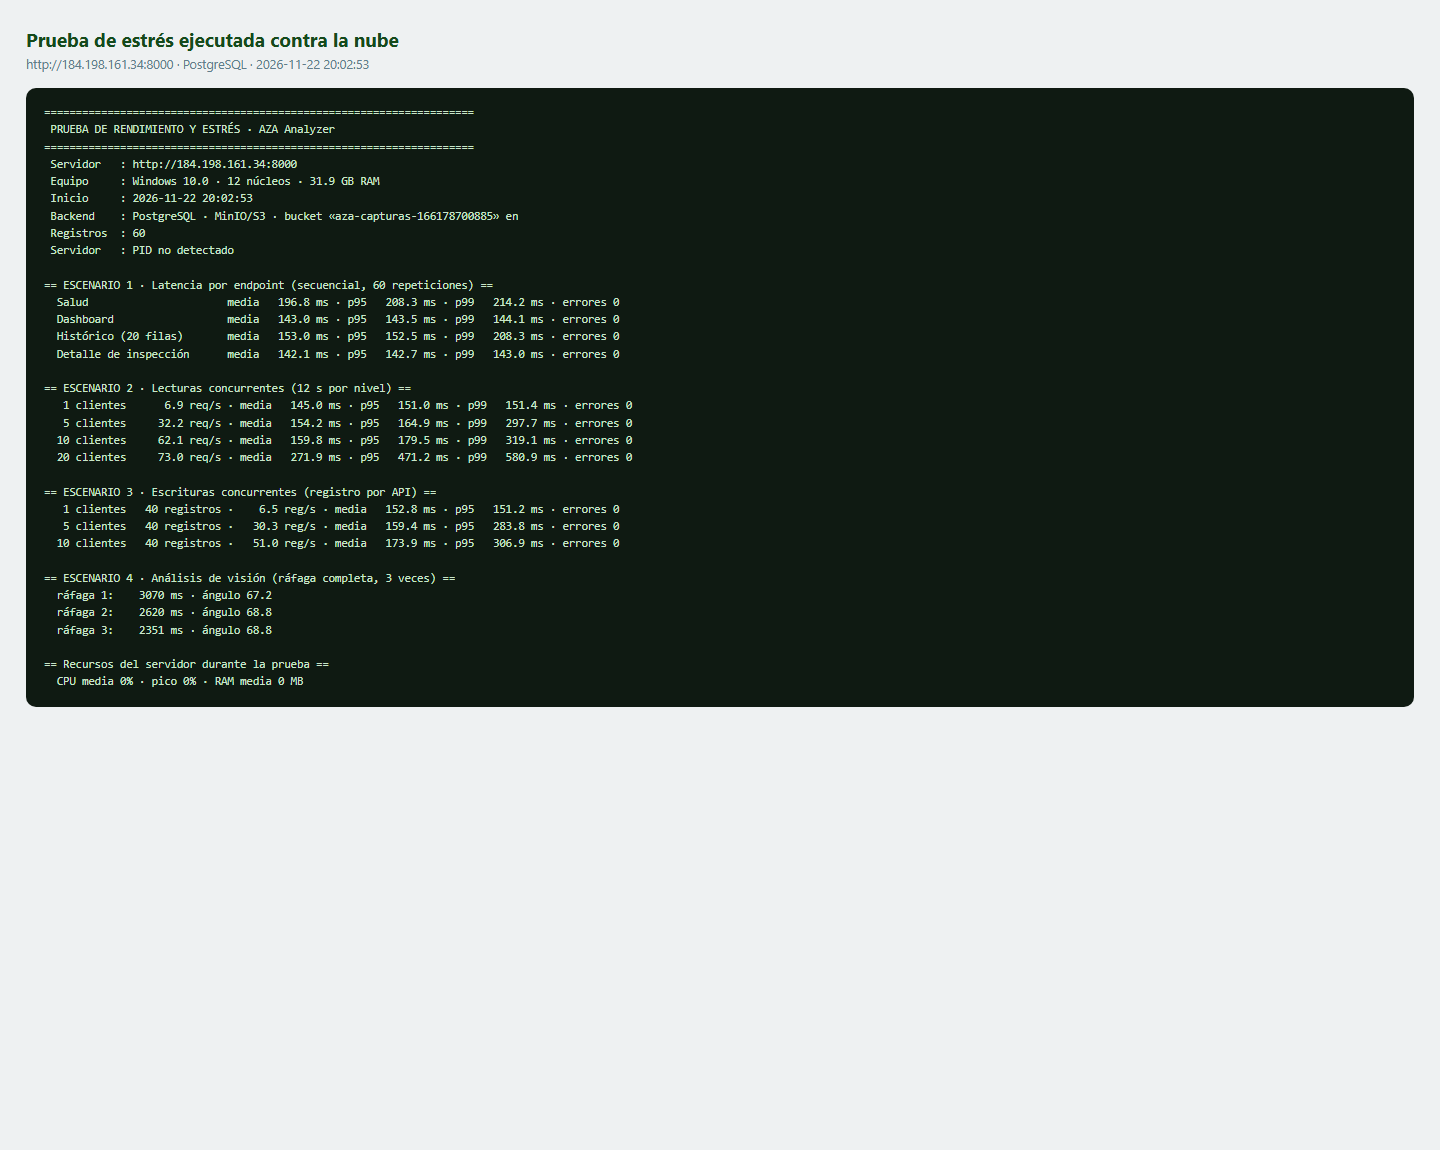 Prueba de estrés ejecutada contra la nube
http://184.198.161.34:8000 · PostgreSQL · 2026-11-22 20:02:53
====================================================================
PRUEBA DE RENDIMIENTO Y ESTRÉS · AZA Analyzer
====================================================================
Servidor   : http://184.198.161.34:8000
Equipo     : Windows 10.0 · 12 núcleos · 31.9 GB RAM
Inicio     : 2026-11-22 20:02:53
Backend    : PostgreSQL · MinIO/S3 · bucket «aza-capturas-166178700885» en
Registros  : 60
Servidor   : PID no detectado
== ESCENARIO 1 · Latencia por endpoint (secuencial, 60 repeticiones) ==
Salud                      media   196.8 ms · p95   208.3 ms · p99   214.2 ms · errores 0
Dashboard                  media   143.0 ms · p95   143.5 ms · p99   144.1 ms · errores 0
Histórico (20 filas)       media   153.0 ms · p95   152.5 ms · p99   208.3 ms · errores 0
Detalle de inspección      media   142.1 ms · p95   142.7 ms · p99   143.0 ms · errores 0
== ESCENARIO 2 · Lecturas concurrentes (12 s por nivel) ==
1 clientes      6.9 req/s · media   145.0 ms · p95   151.0 ms · p99   151.4 ms · errores 0
5 clientes     32.2 req/s · media   154.2 ms · p95   164.9 ms · p99   297.7 ms · errores 0
10 clientes     62.1 req/s · media   159.8 ms · p95   179.5 ms · p99   319.1 ms · errores 0
20 clientes     73.0 req/s · media   271.9 ms · p95   471.2 ms · p99   580.9 ms · errores 0
== ESCENARIO 3 · Escrituras concurrentes (registro por API) ==
1 clientes   40 registros ·    6.5 reg/s · media   152.8 ms · p95   151.2 ms · errores 0
5 clientes   40 registros ·   30.3 reg/s · media   159.4 ms · p95   283.8 ms · errores 0
10 clientes   40 registros ·   51.0 reg/s · media   173.9 ms · p95   306.9 ms · errores 0
== ESCENARIO 4 · Análisis de visión (ráfaga completa, 3 veces) ==
ráfaga 1:    3070 ms · ángulo 67.2
ráfaga 2:    2620 ms · ángulo 68.8
ráfaga 3:    2351 ms · ángulo 68.8
== Recursos del servidor durante la prueba ==
CPU media 0% · pico 0% · RAM media 0 MB